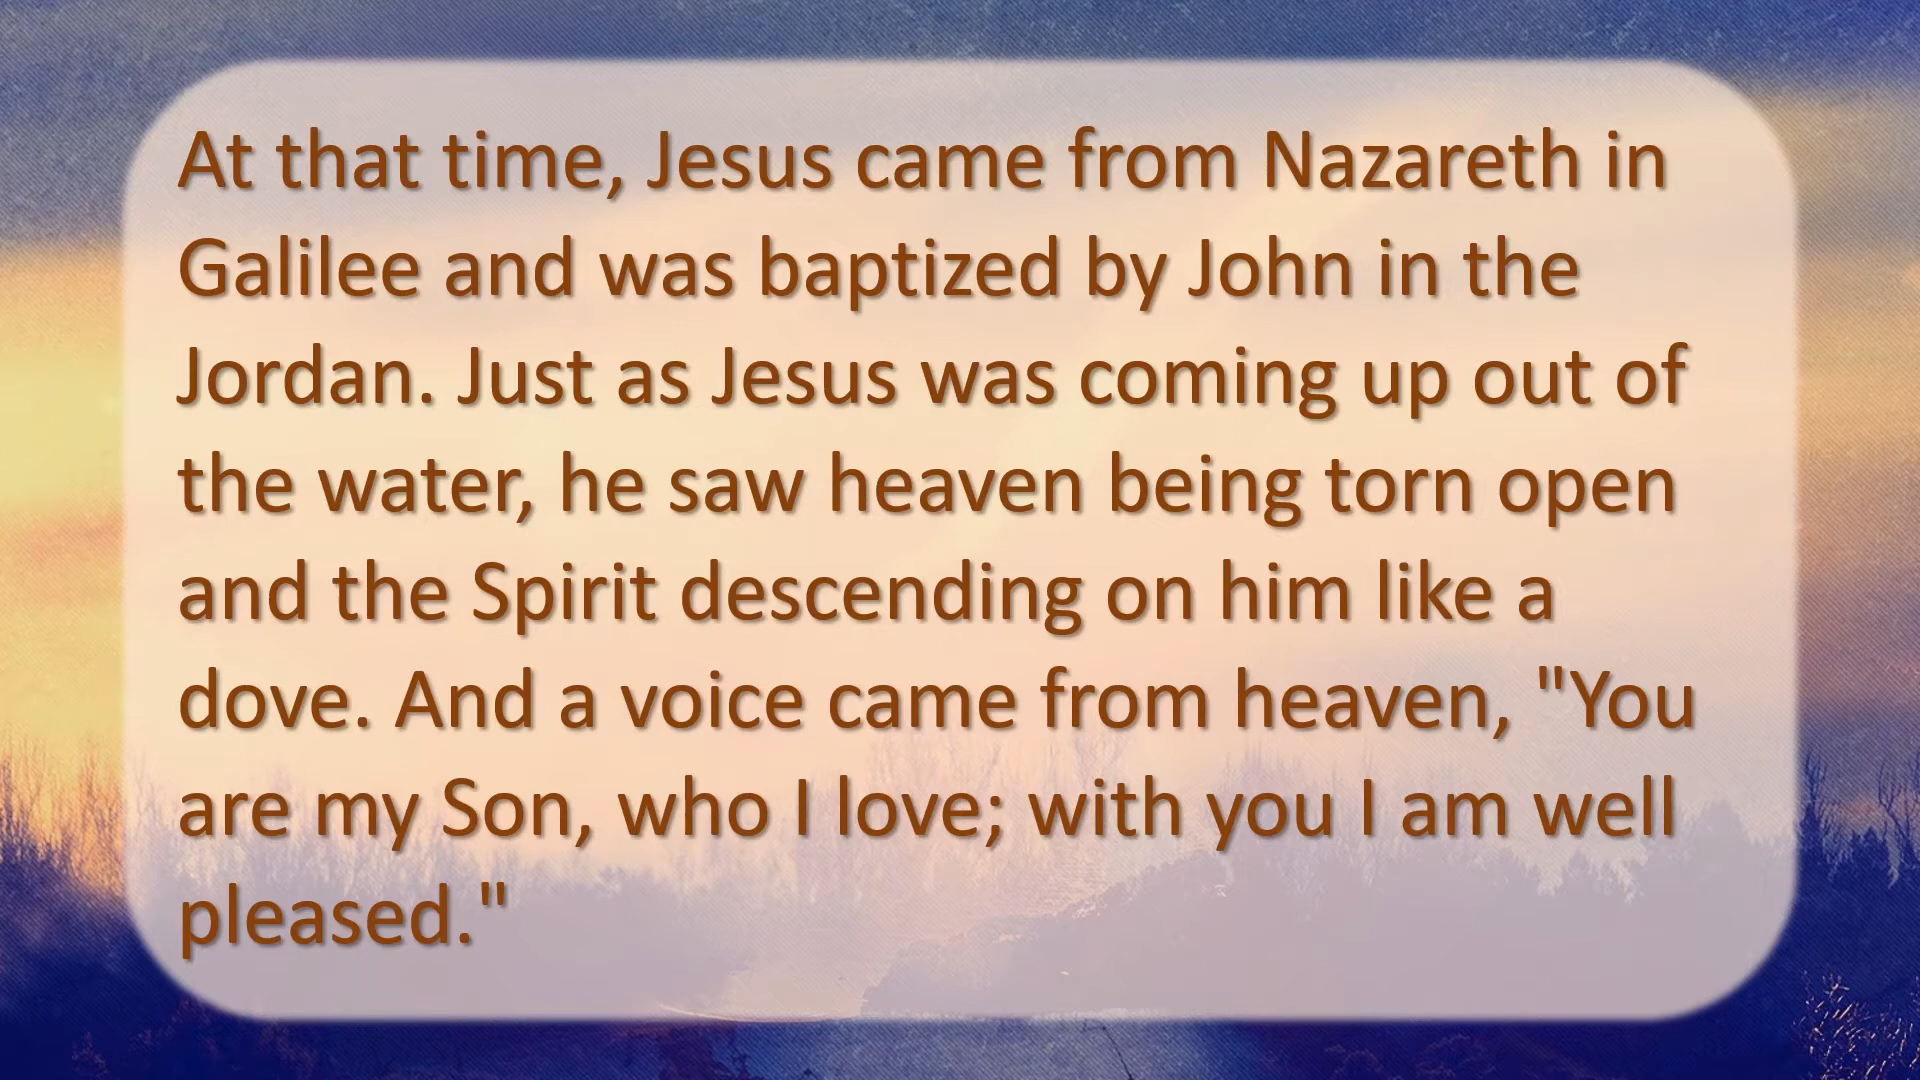 At that time, Jesus came from Nazareth in
Galilee and was baptized by John in the
Jordan. Just as Jesus was coming up out of
the water, he saw heaven being torn open
and the Spirit descending on him like a
dove. And a voice came from heaven, "You
are my Son, who I love; with you I am well
pleased."